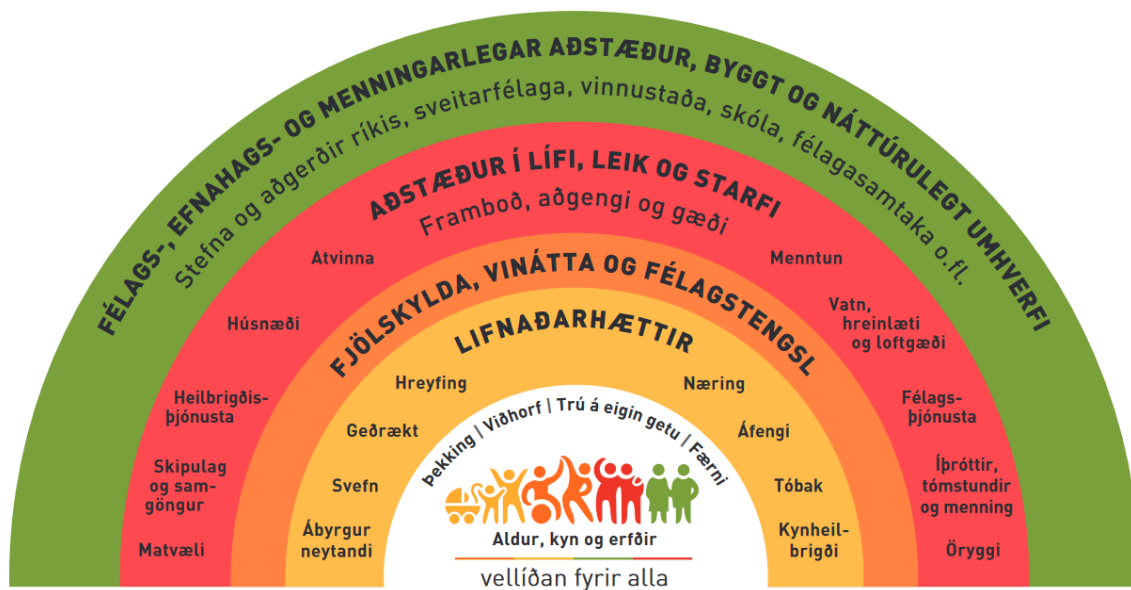 FÉLAGS-, EFNAHAGS- OG MENNINGARLEGAR AÐSTÆÐUR, BYGGT OG NÁTTÚRULEGT UMHVERFI
Stefna og aðgerðir ríkis, sveitarfélaga, vinnustaða, skóla, félagasamtaka o.fl.
AÐSTÆÐUR Í LÍFI, LEIK OG STARFI
Framboð, aðgengi og gæði
Atvinna
Húsnæði
Heilbrigðis-
þjónusta
Skipulag
og sam-
göngur
Matvæli
Menntun
Vatn,
hreinlæti
og loftgæði
Félags-
þjónusta
Íþróttir,
tómstundir
og menning
Öryggi
FJÖLSKYLDA, VINÁTTA OG FÉLAGSTENGSL
LIFNAÐARHÆTTIR
Hreyfing
Geðrækt
Svefn
Ábyrgur
neytandi
Næring
Áfengi
Tóbak
Kynheil-
brigði
Þekking | Viðhorf | Trú á eigin getu | Færni
Aldur, kyn og erfðir
vellíðan fyrir alla